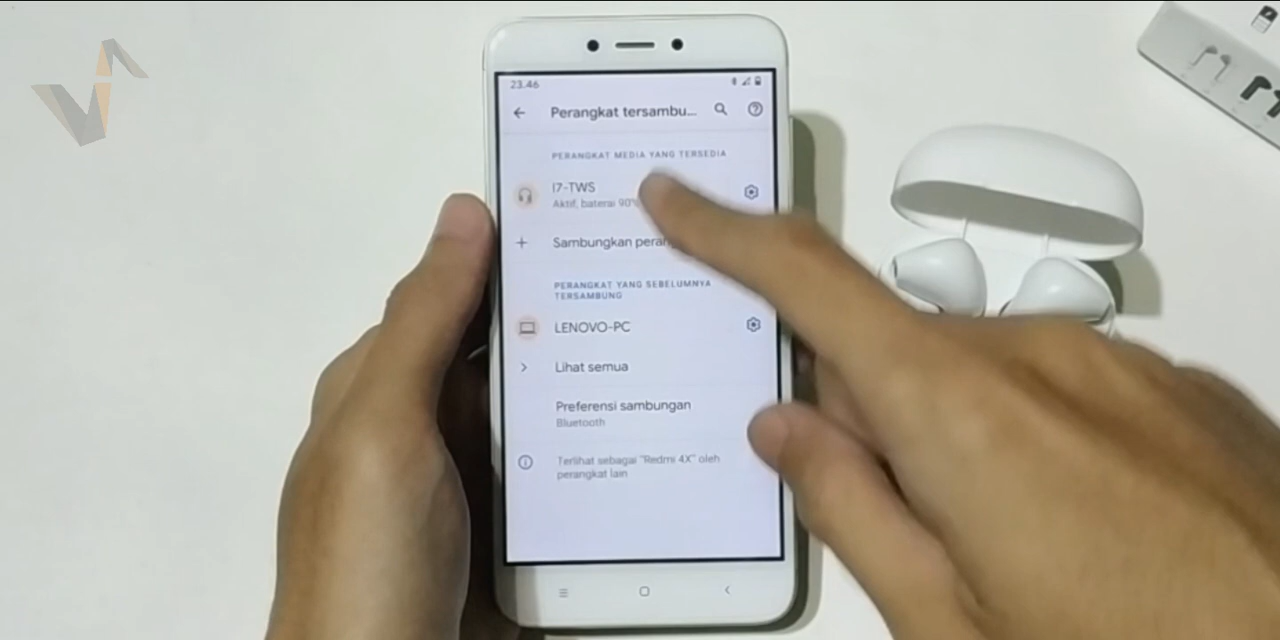 23.46
Perangkat tersambu...
PERANGKAT MEDIA YANG TERSEDIA
I7-TWS
Aktif, baterai 90%
Sambungkan peran
PERANGKAT YANG SEBELUMNYA
TERSAMBUNG
LENOVO-PC
Lihat semua
Preferensi sambungan
Bluetooth
Terlihat sebagai "Redmi 4X" oleh
perangkat lain